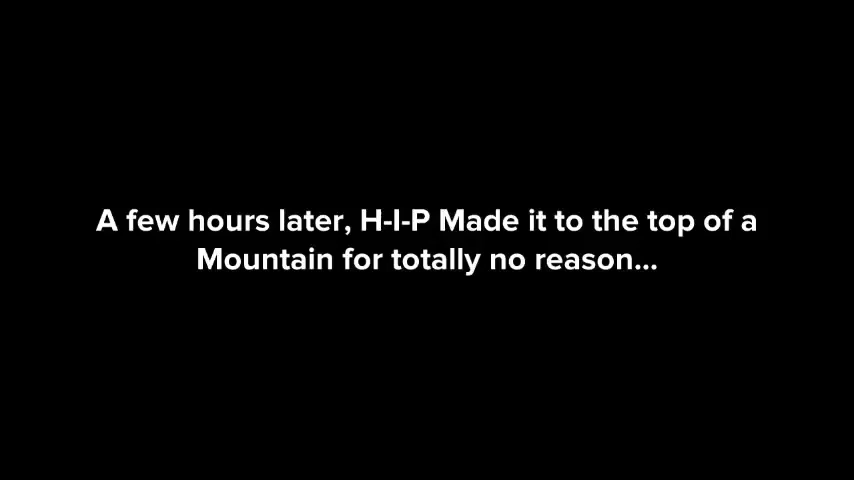 A few hours later, H-I-P Made it to the top of a
Mountain for totally no reason...